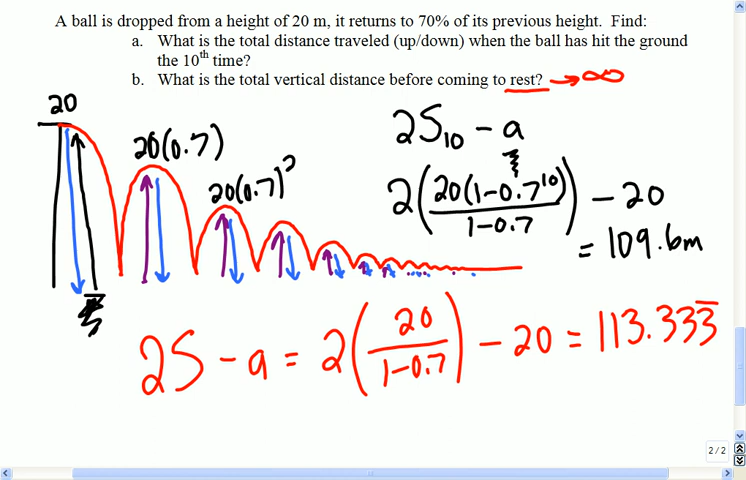 A ball is dropped from a height of 20 m, it returns to 70% of its previous height. Find:
a. What is the total distance traveled (up/down) when the ball has hit the ground
the 10th time?
b. What is the total vertical distance before coming to rest? → ∞
20
20(0.7)
20(0.7)²
2S₁₀ - a
2(20(1-0.7¹⁰)/1-0.7) - 20
= 109.6m
2S - a = 2(20/1-0.7) - 20 = 113.333̅
2/2